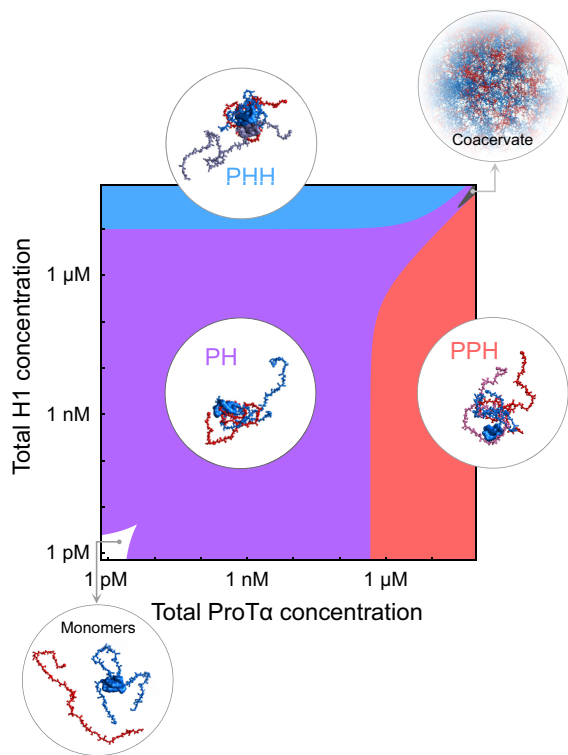 Coacervate
PHH
Total H1 concentration
1 µM
1 nM
1 pM
PH
PPH
1 pM
1 nM
1 µM
Total ProTα concentration
Monomers